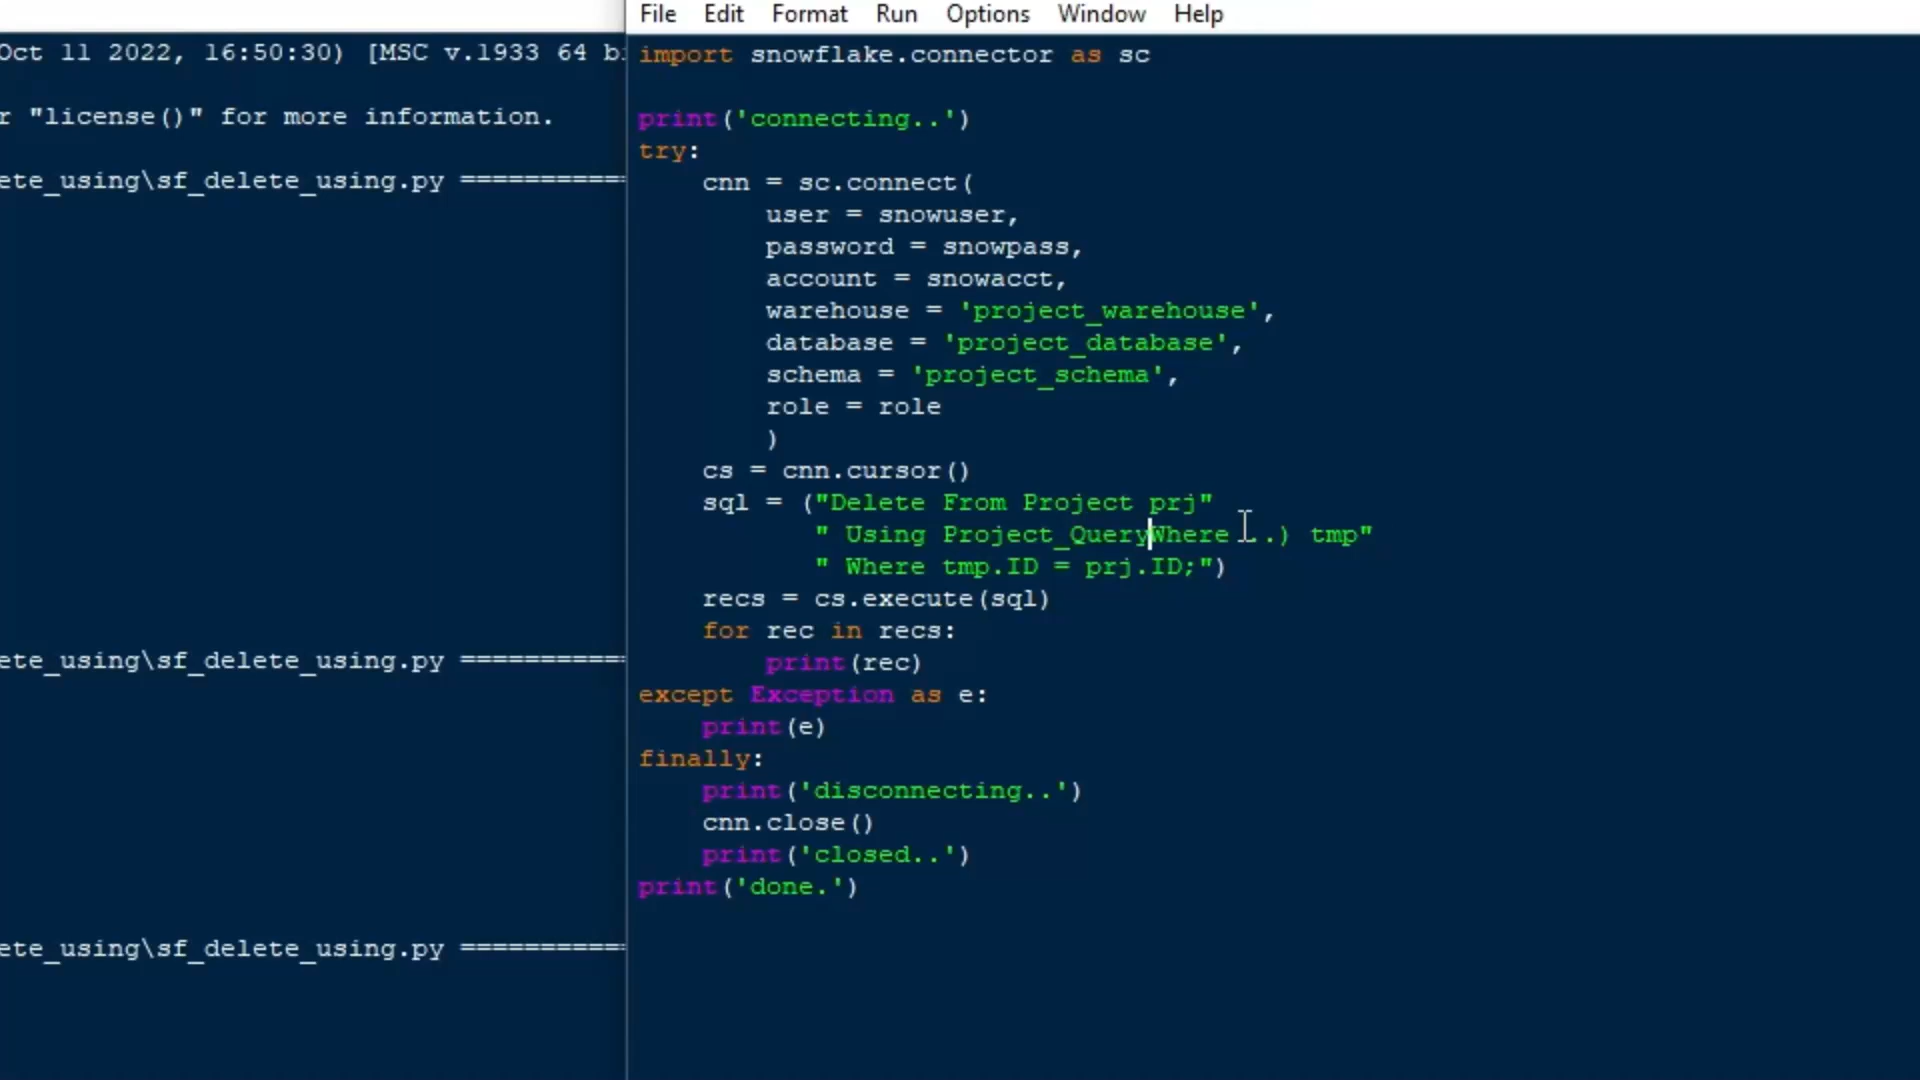 File Edit Format Run Options Window Help
Oct 11 2022, 16:50:30) [MSC v.1933 64 b
r "license()" for more information.
ete_using\sf_delete_using.py ===========
ete_using\sf_delete_using.py ===========
ete_using\sf_delete_using.py ===========
import snowflake.connector as sc
print('connecting..')
try:
cnn = sc.connect(
user = snowuser,
password = snowpass,
account = snowacct,
warehouse = 'project_warehouse',
database = 'project_database',
schema = 'project_schema',
role = role
)
cs = cnn.cursor()
sql = ("Delete From Project prj"
" Using Project_QueryWhere ..) tmp"
" Where tmp.ID = prj.ID;")
recs = cs.execute(sql)
for rec in recs:
print(rec)
except Exception as e:
print(e)
finally:
print('disconnecting..')
cnn.close()
print('closed..')
print('done.')